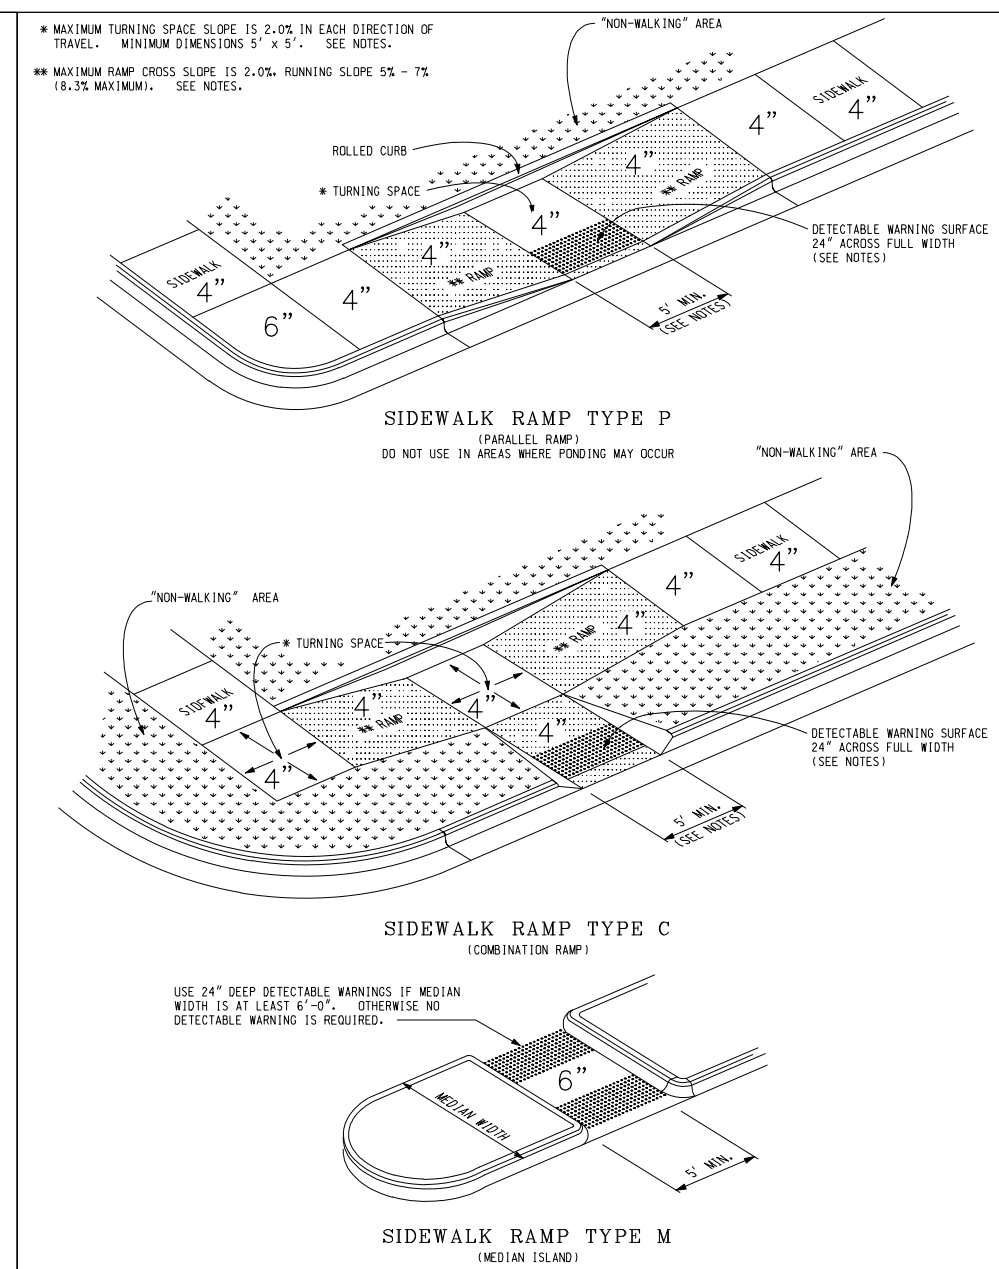 * MAXIMUM TURNING SPACE SLOPE IS 2.0% IN EACH DIRECTION OF
TRAVEL. MINIMUM DIMENSIONS 5' x 5'. SEE NOTES.
** MAXIMUM RAMP CROSS SLOPE IS 2.0%. RUNNING SLOPE 5% - 7%
(8.3% MAXIMUM). SEE NOTES.
"NON-WALKING" AREA
SIDEWALK
4"
4"
ROLLED CURB
4"
** RAMP
* TURNING SPACE
4"
DETECTABLE WARNING SURFACE
24" ACROSS FULL WIDTH
(SEE NOTES)
4"
** RAMP
SIDEWALK
4"
4"
6"
5' MIN.
(SEE NOTES)
SIDEWALK RAMP TYPE P
(PARALLEL RAMP)
DO NOT USE IN AREAS WHERE PONDING MAY OCCUR
"NON-WALKING" AREA
SIDEWALK
4"
4"
"NON-WALKING" AREA
4"
** RAMP
* TURNING SPACE
SIDEWALK
4"
4"
** RAMP
4"
4"
4"
DETECTABLE WARNING SURFACE
24" ACROSS FULL WIDTH
(SEE NOTES)
5' MIN.
(SEE NOTES)
SIDEWALK RAMP TYPE C
(COMBINATION RAMP)
USE 24" DEEP DETECTABLE WARNINGS IF MEDIAN
WIDTH IS AT LEAST 6'-0". OTHERWISE NO
DETECTABLE WARNING IS REQUIRED.
6"
MEDIAN WIDTH
5' MIN.
SIDEWALK RAMP TYPE M
(MEDIAN ISLAND)